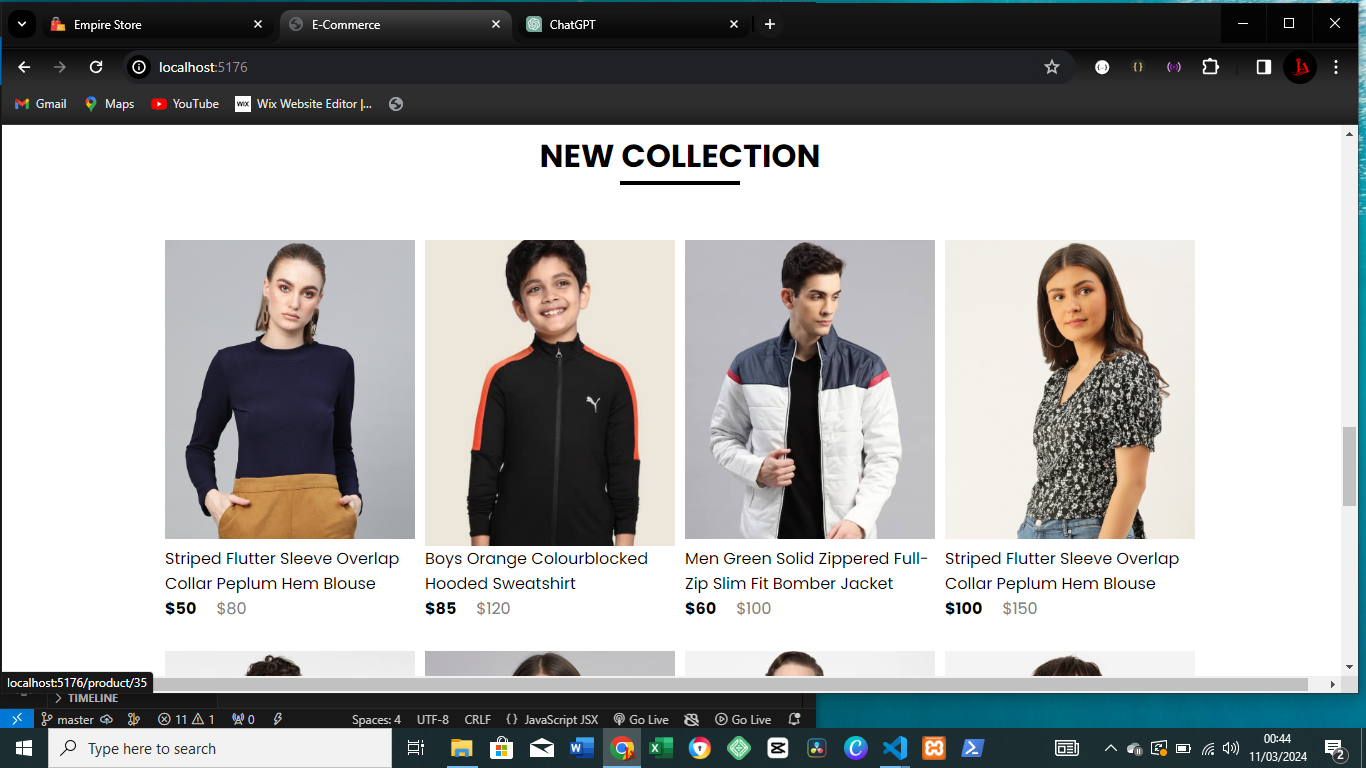 Empire Store
E-Commerce
ChatGPT
localhost:5176
Gmail
Maps
YouTube
WIX
Wix Website Editor |...
NEW COLLECTION
Striped Flutter Sleeve Overlap
Collar Peplum Hem Blouse
$50 $80
Boys Orange Colourblocked
Hooded Sweatshirt
$85 $120
Men Green Solid Zippered Full-
Zip Slim Fit Bomber Jacket
$60 $100
Striped Flutter Sleeve Overlap
Collar Peplum Hem Blouse
$100 $150
localhost:5176/product/35
TIMELINE
master
11
1
0
Spaces: 4
UTF-8
CRLF
{} JavaScript JSX
Go Live
Go Live
Type here to search
00:44
11/03/2024
2